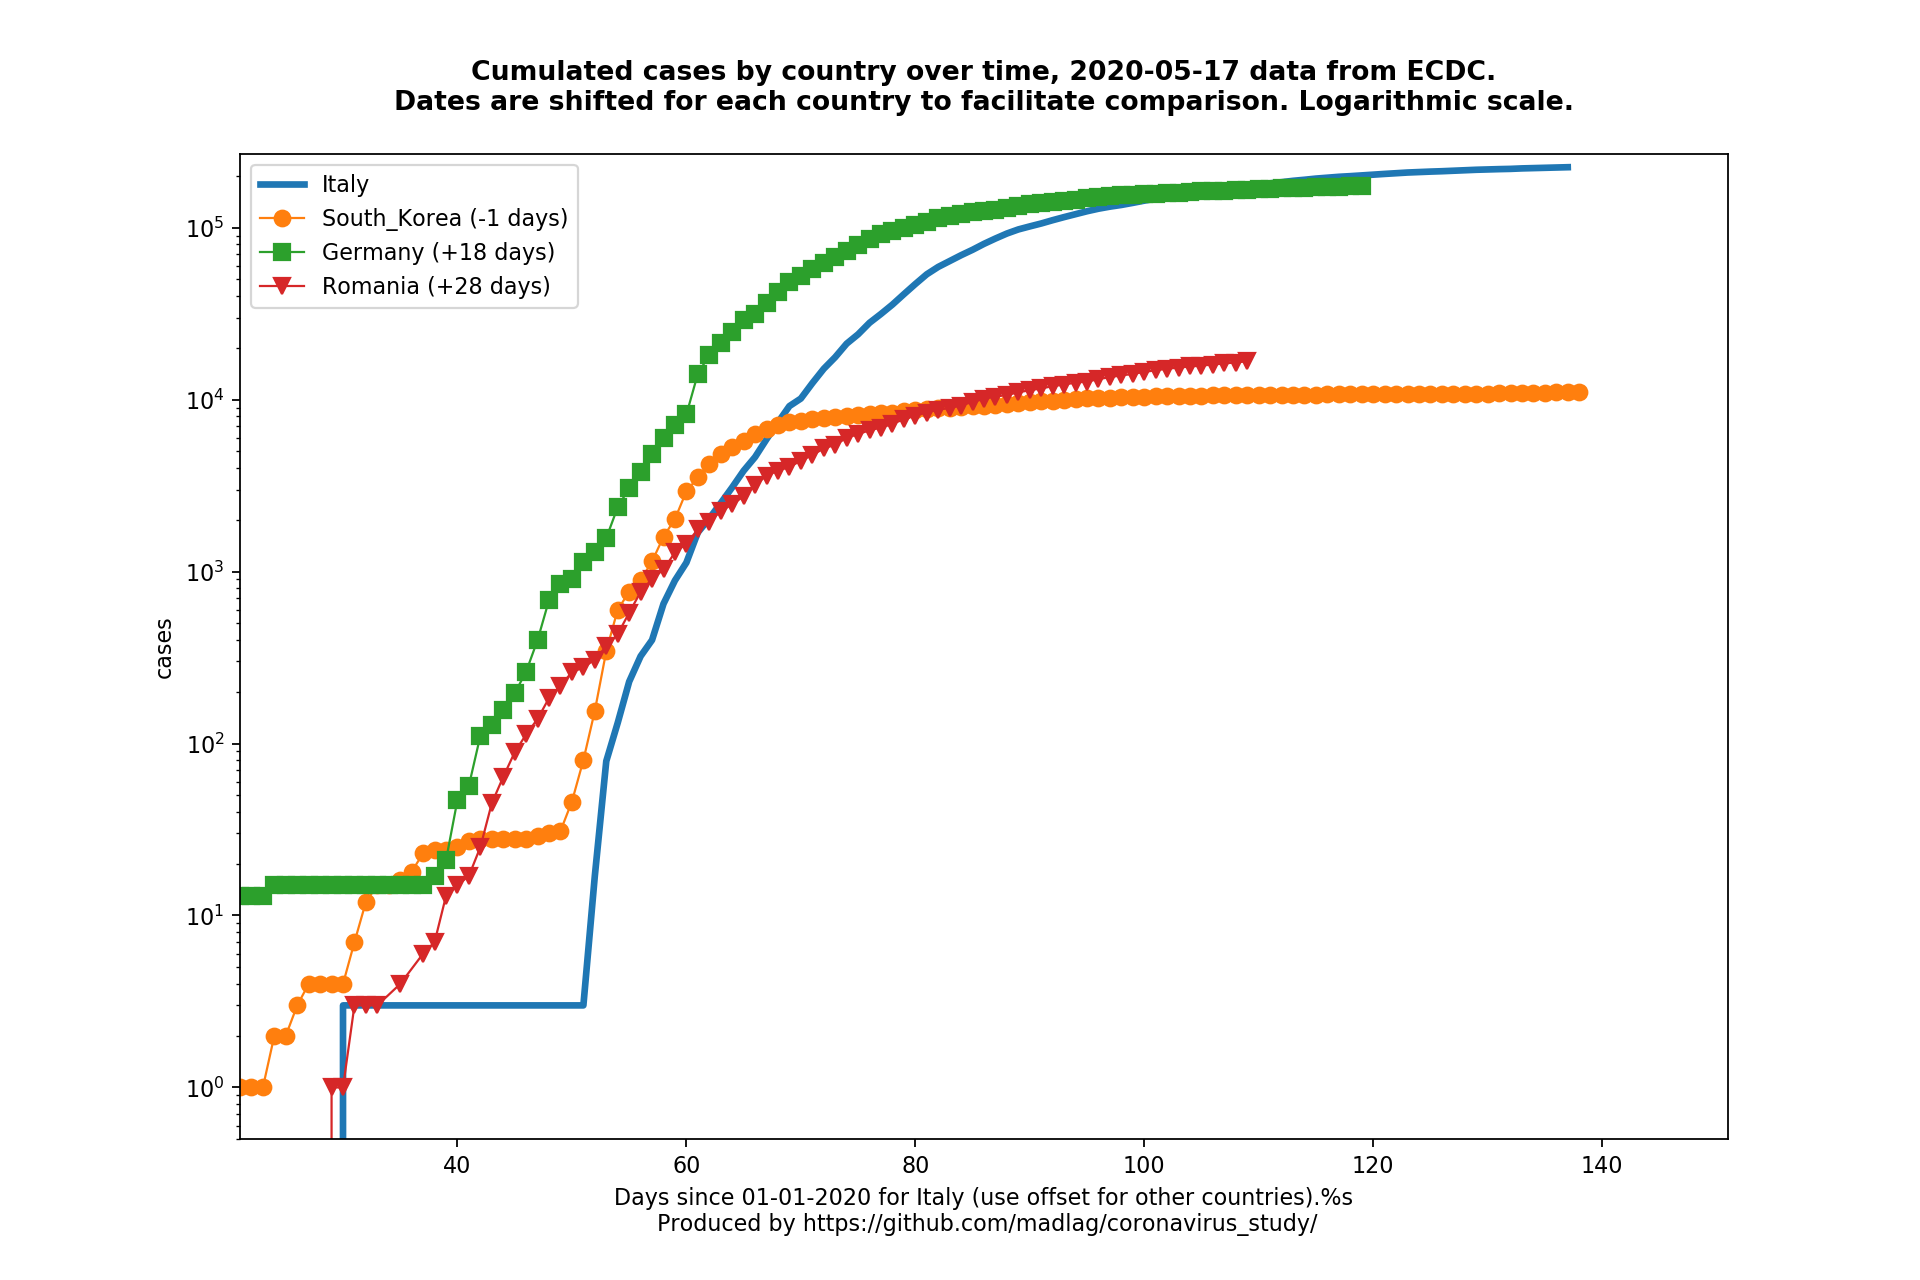 Cumulated cases by country over time, 2020-05-17 data from ECDC.
Dates are shifted for each country to facilitate comparison. Logarithmic scale.
Italy
South_Korea (-1 days)
Germany (+18 days)
Romania (+28 days)
10^5
10^4
10^3
10^2
10^1
10^0
cases
40 60 80 100 120 140
Days since 01-01-2020 for Italy (use offset for other countries).%s
Produced by https://github.com/madlag/coronavirus_study/